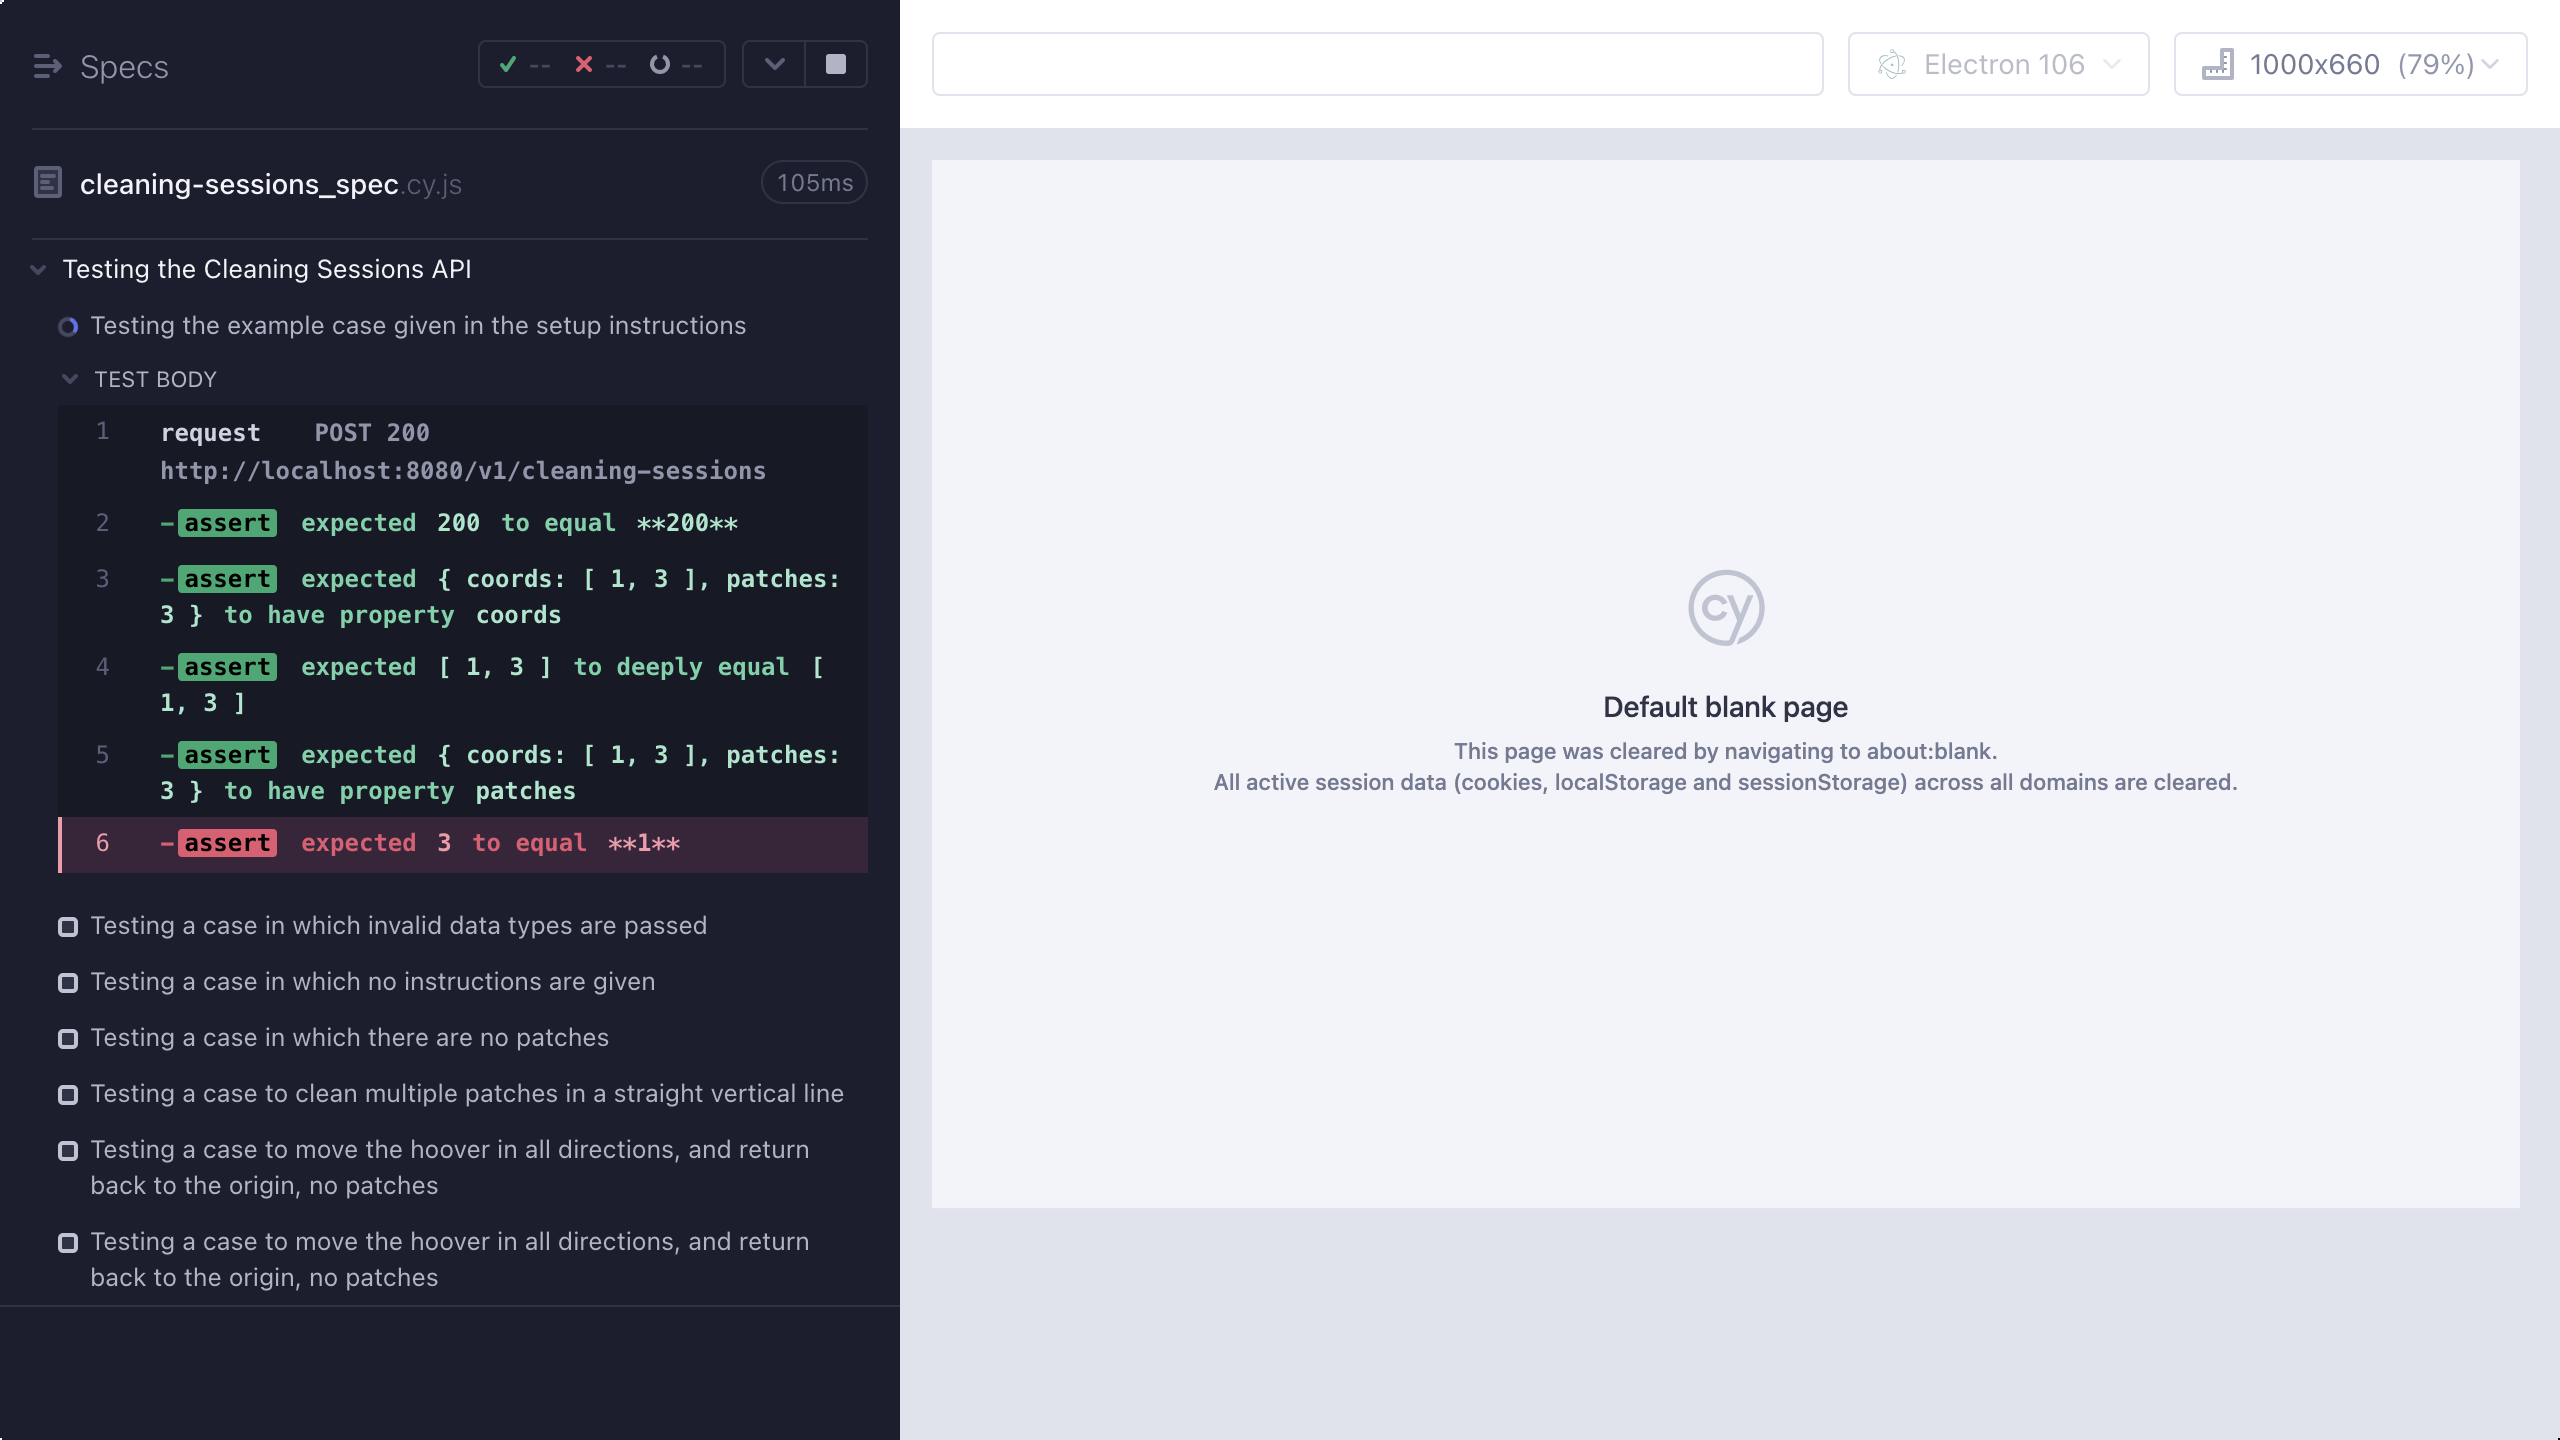 Specs
-- -- --
cleaning-sessions_spec.cy.js
105ms
Testing the Cleaning Sessions API
Testing the example case given in the setup instructions
TEST BODY
1 request POST 200
http://localhost:8080/v1/cleaning-sessions
2 -assert expected 200 to equal **200**
3 -assert expected { coords: [ 1, 3 ], patches:
3 } to have property coords
4 -assert expected [ 1, 3 ] to deeply equal [
1, 3 ]
5 -assert expected { coords: [ 1, 3 ], patches:
3 } to have property patches
6 -assert expected 3 to equal **1**
Testing a case in which invalid data types are passed
Testing a case in which no instructions are given
Testing a case in which there are no patches
Testing a case to clean multiple patches in a straight vertical line
Testing a case to move the hoover in all directions, and return
back to the origin, no patches
Testing a case to move the hoover in all directions, and return
back to the origin, no patches
Electron 106
1000x660 (79%)
cy
Default blank page
This page was cleared by navigating to about:blank.
All active session data (cookies, localStorage and sessionStorage) across all domains are cleared.